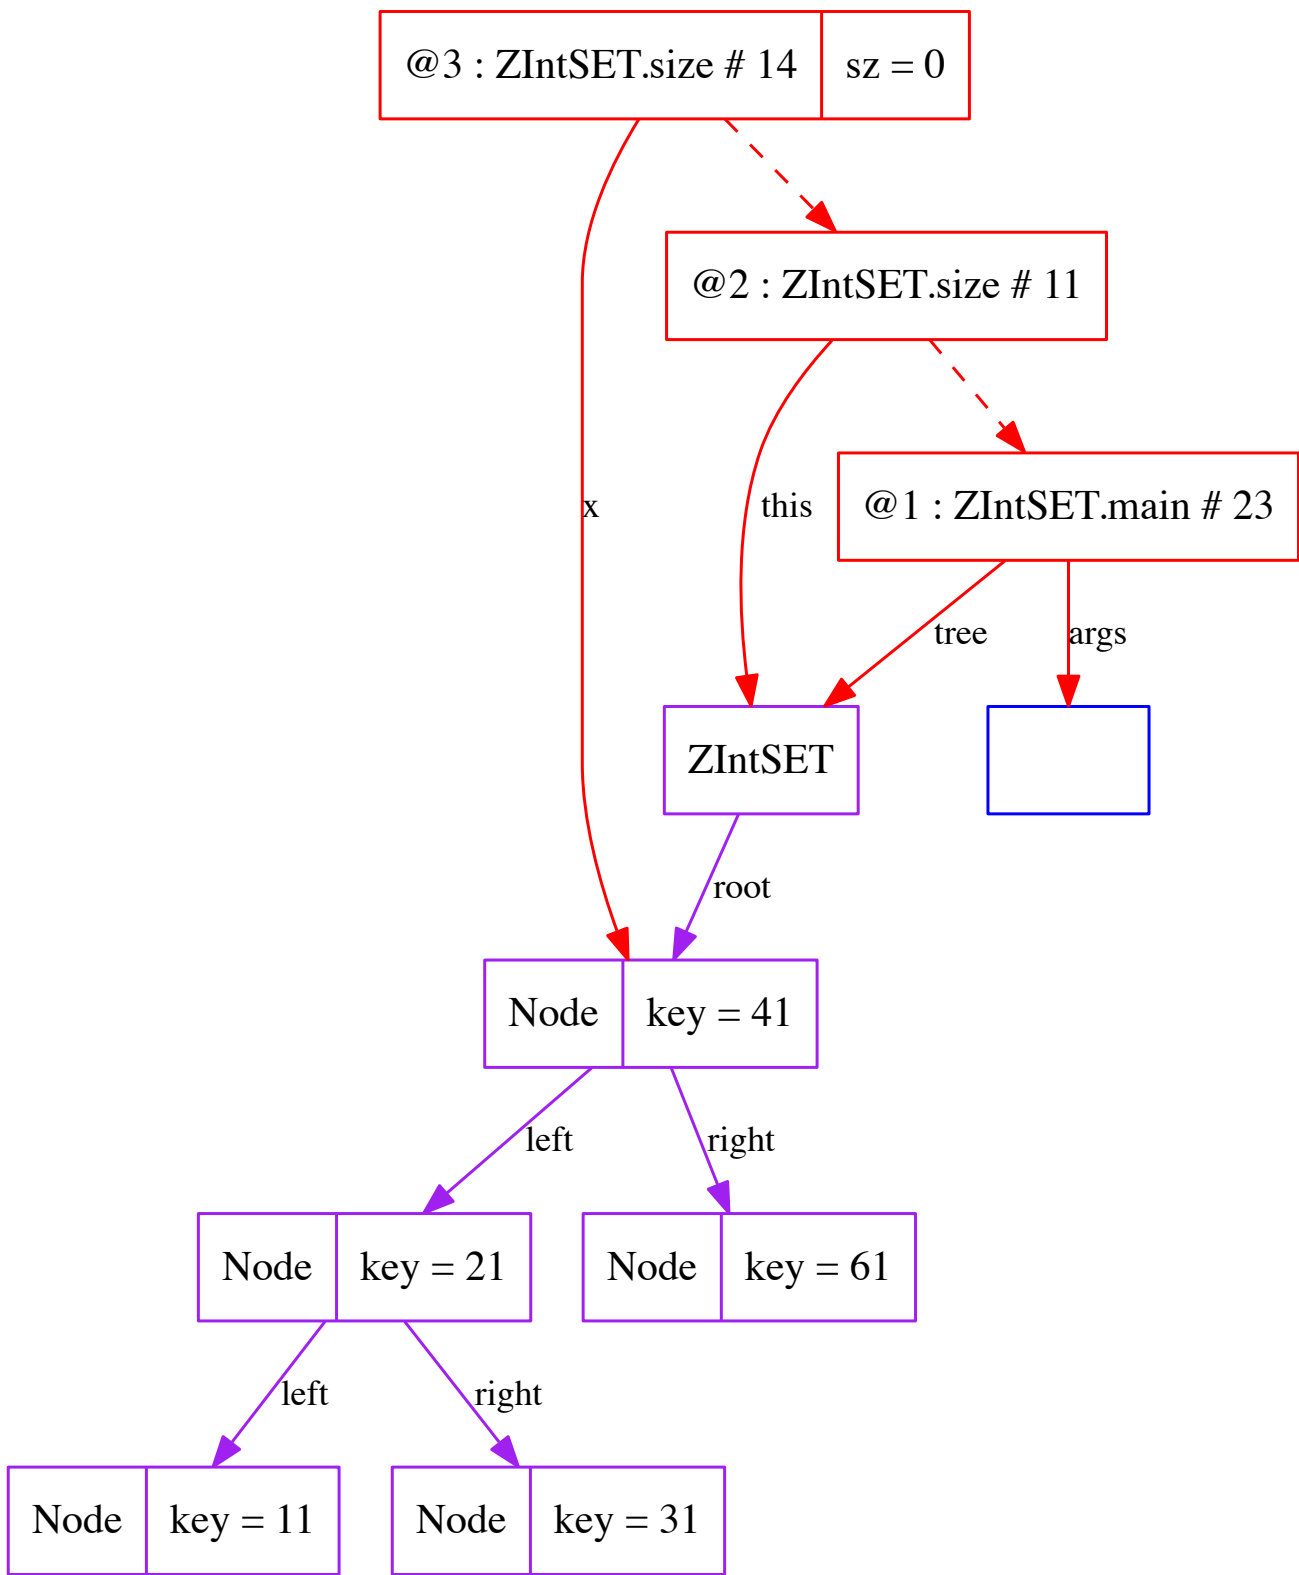 @3 : ZIntSET.size # 14 sz = 0
@2 : ZIntSET.size # 11
x
this
@1 : ZIntSET.main # 23
tree
args
ZIntSET
root
Node key = 41
left
right
Node key = 21
Node key = 61
left
right
Node key = 11
Node key = 31